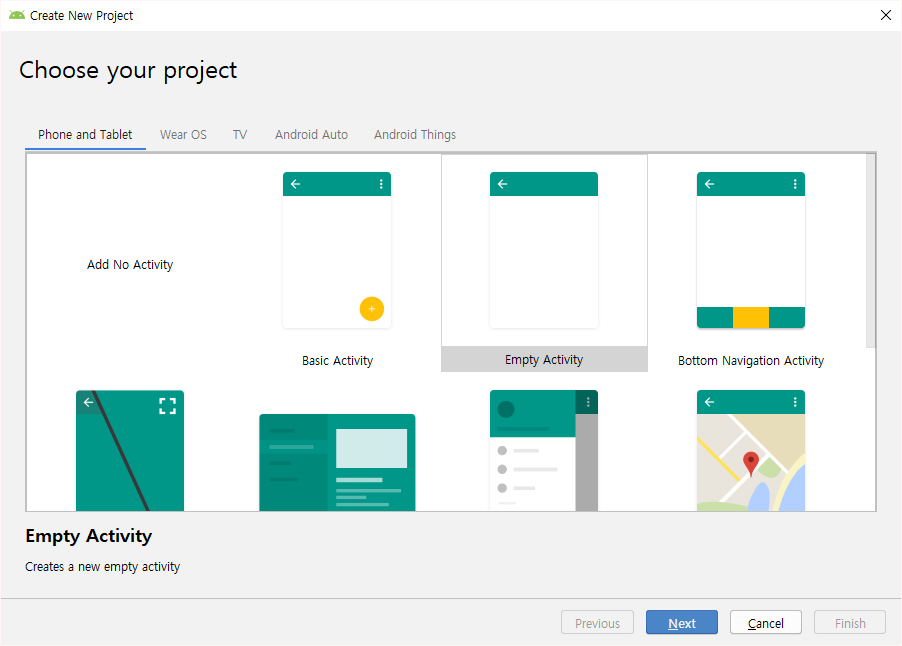 Create New Project
Choose your project
Phone and Tablet
Wear OS
TV
Android Auto
Android Things
Add No Activity
Basic Activity
Empty Activity
Bottom Navigation Activity
Empty Activity
Creates a new empty activity
Previous
Next
Cancel
Finish